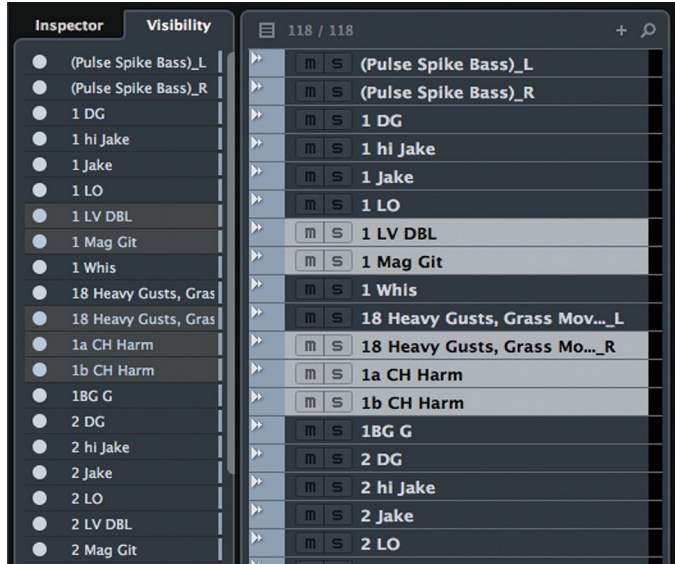 Inspector
Visibility
(Pulse Spike Bass)_L
(Pulse Spike Bass)_R
1 DG
1 hi Jake
1 Jake
1 LO
1 LV DBL
1 Mag Git
1 Whis
18 Heavy Gusts, Gras
18 Heavy Gusts, Gras
1a CH Harm
1b CH Harm
1BG G
2 DG
2 hi Jake
2 Jake
2 LO
2 LV DBL
2 Mag Git
118 / 118 +
m S (Pulse Spike Bass)_L
m S (Pulse Spike Bass)_R
m S 1 DG
m S 1 hi Jake
m S 1 Jake
m S 1 LO
m S 1 LV DBL
m S 1 Mag Git
m S 1 Whis
m S 18 Heavy Gusts, Grass Mov..._L
m S 18 Heavy Gusts, Grass Mo..._R
m S 1a CH Harm
m S 1b CH Harm
m S 1BG G
m S 2 DG
m S 2 hi Jake
m S 2 Jake
m S 2 LO